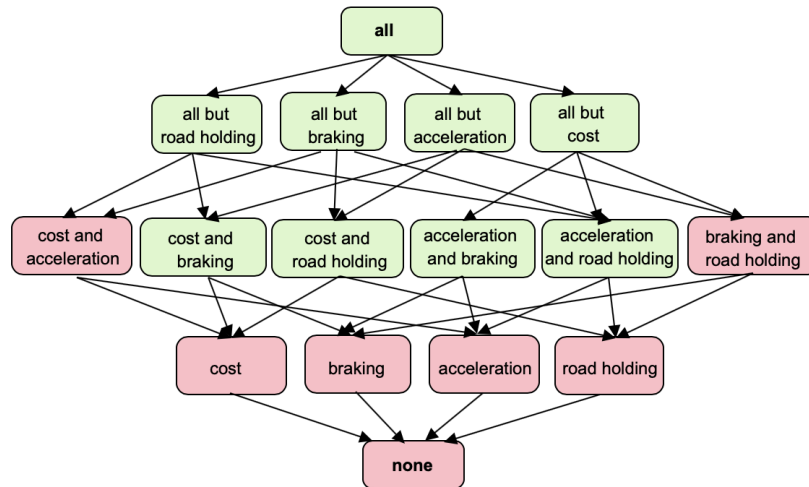 all
all but
road holding
all but
braking
all but
acceleration
all but
cost
cost and
acceleration
cost and
braking
cost and
road holding
acceleration
and braking
acceleration
and road holding
braking and
road holding
cost
braking
acceleration
road holding
none